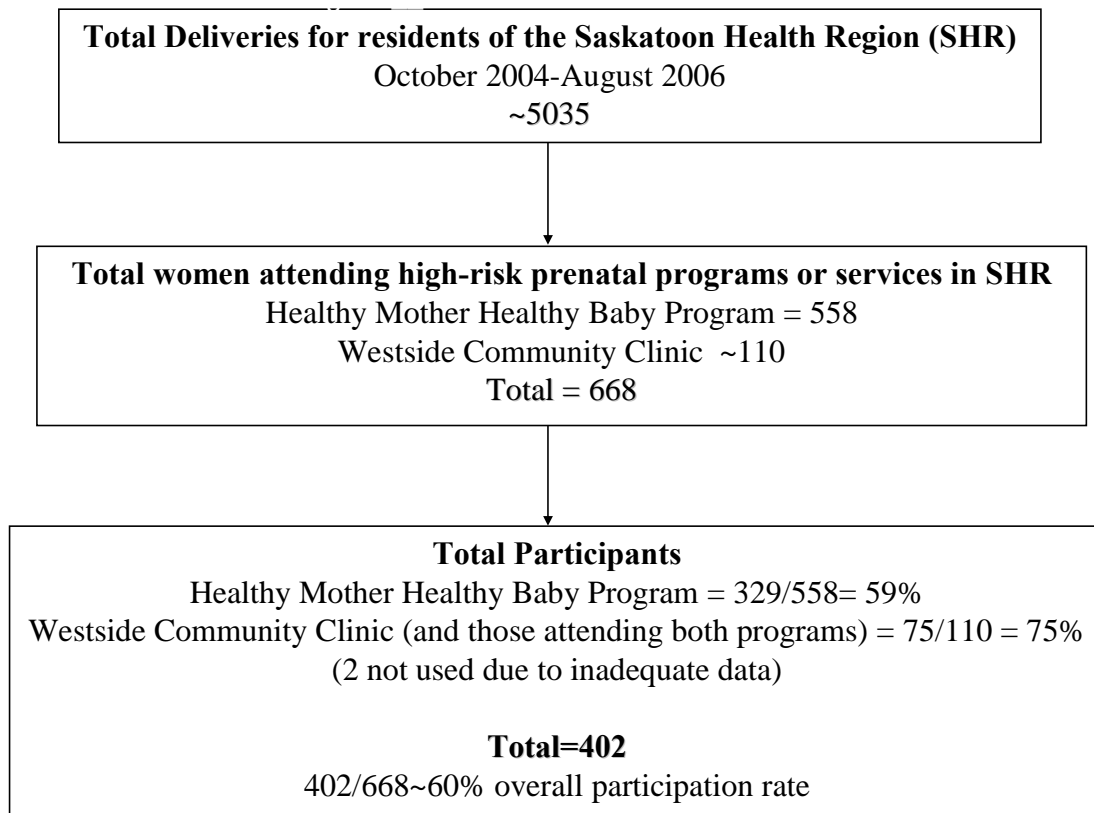 Total Deliveries for residents of the Saskatoon Health Region (SHR)
October 2004-August 2006
~5035
Total women attending high-risk prenatal programs or services in SHR
Healthy Mother Healthy Baby Program = 558
Westside Community Clinic ~110
Total = 668
Total Participants
Healthy Mother Healthy Baby Program = 329/558= 59%
Westside Community Clinic (and those attending both programs) = 75/110 = 75%
(2 not used due to inadequate data)
Total=402
402/668~60% overall participation rate